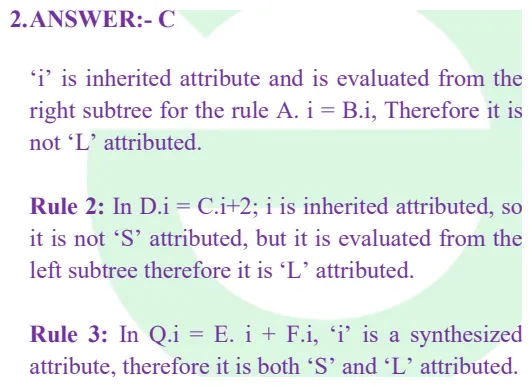 2.ANSWER:- C
‘i’ is inherited attribute and is evaluated from the
right subtree for the rule A. i = B.i, Therefore it is
not ‘L’ attributed.
Rule 2: In D.i = C.i+2; i is inherited attributed, so
it is not ‘S’ attributed, but it is evaluated from the
left subtree therefore it is ‘L’ attributed.
Rule 3: In Q.i = E. i + F.i, ‘i’ is a synthesized
attribute, therefore it is both ‘S’ and ‘L’ attributed.